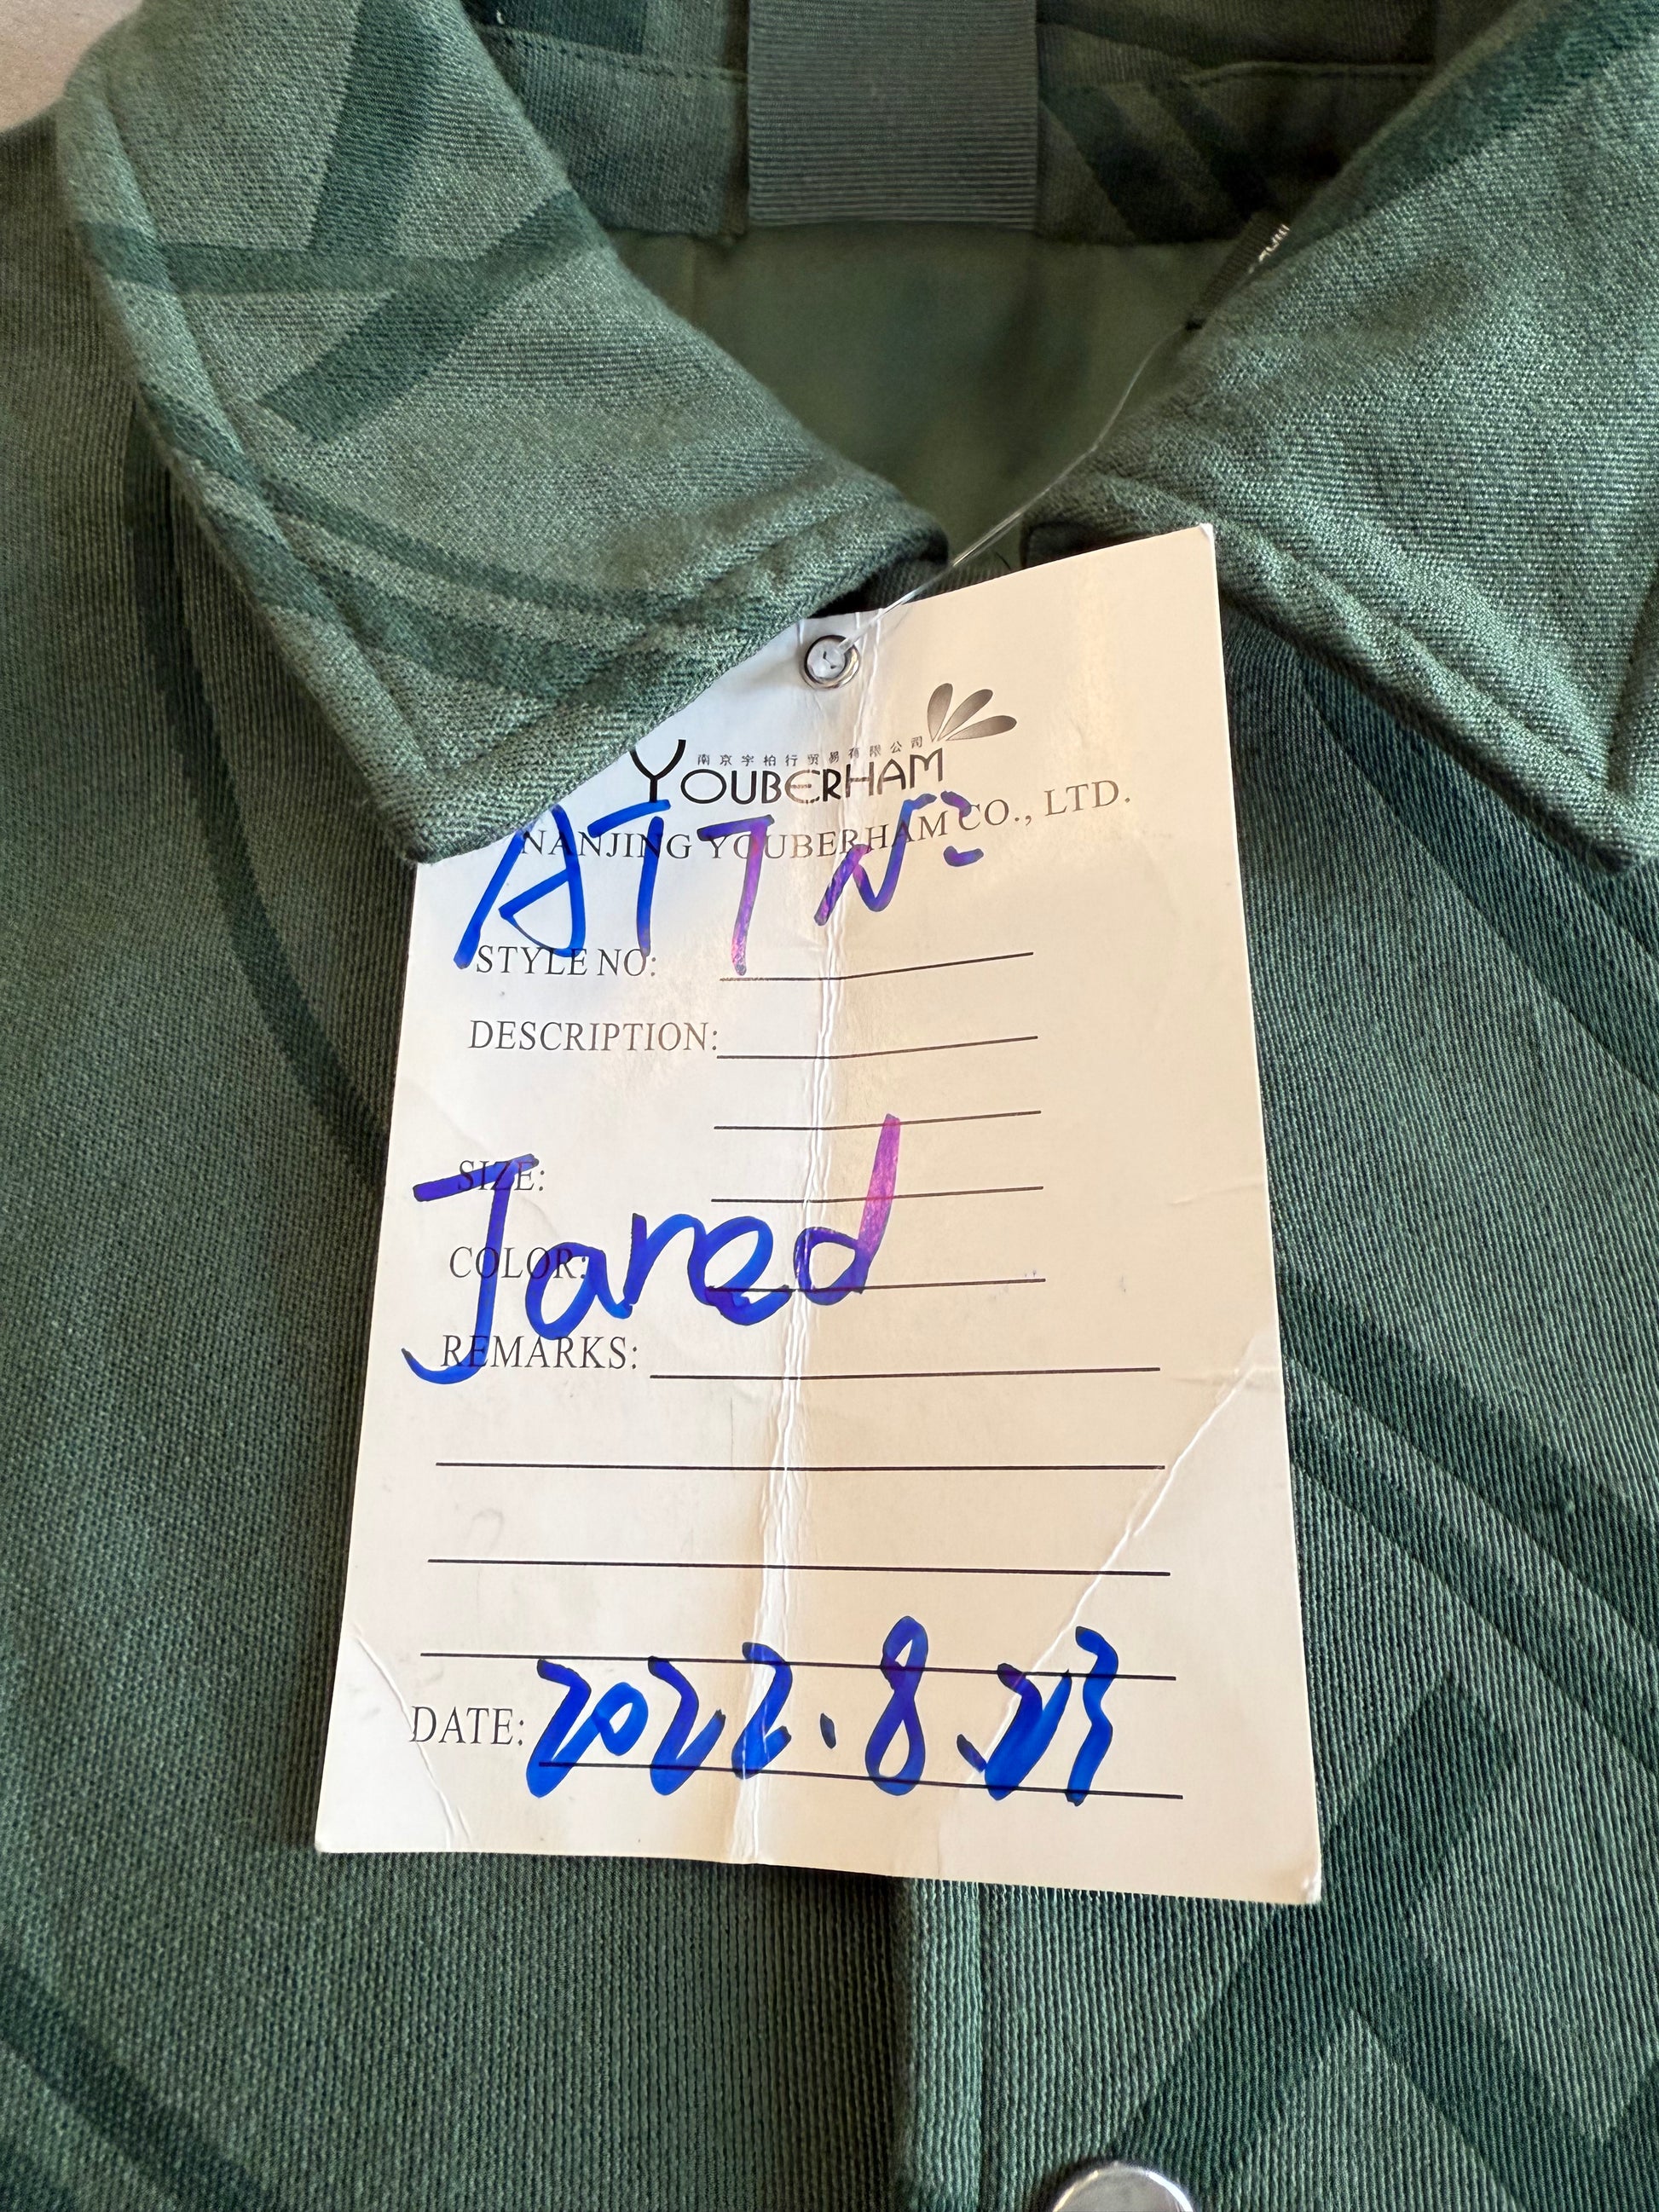 南京宇柏行贸易有限公司
YOUBERHAM
NANJING YOUBERHAM CO., LTD.
ATTN:
STYLE NO:
DESCRIPTION:
SIZE:
Jared
COLOR:
REMARKS:
DATE: 2022.8.23